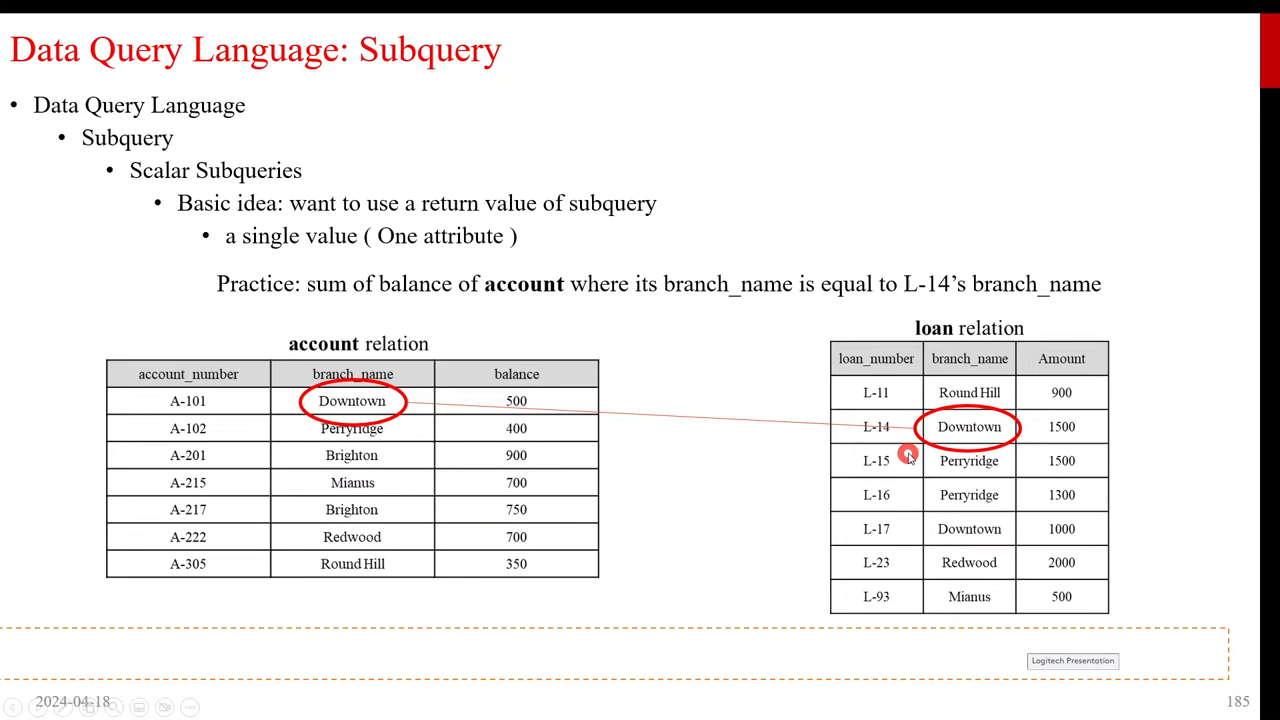 Data Query Language: Subquery
• Data Query Language
• Subquery
• Scalar Subqueries
• Basic idea: want to use a return value of subquery
• a single value ( One attribute )
Practice: sum of balance of account where its branch_name is equal to L-14’s branch_name
account relation
account_number branch_name balance
A-101 Downtown 500
A-102 Perryridge 400
A-201 Brighton 900
A-215 Mianus 700
A-217 Brighton 750
A-222 Redwood 700
A-305 Round Hill 350
loan relation
loan_number branch_name Amount
L-11 Round Hill 900
L-14 Downtown 1500
L-15 Perryridge 1500
L-16 Perryridge 1300
L-17 Downtown 1000
L-23 Redwood 2000
L-93 Mianus 500
Logitech Presentation
2024-04-18
185